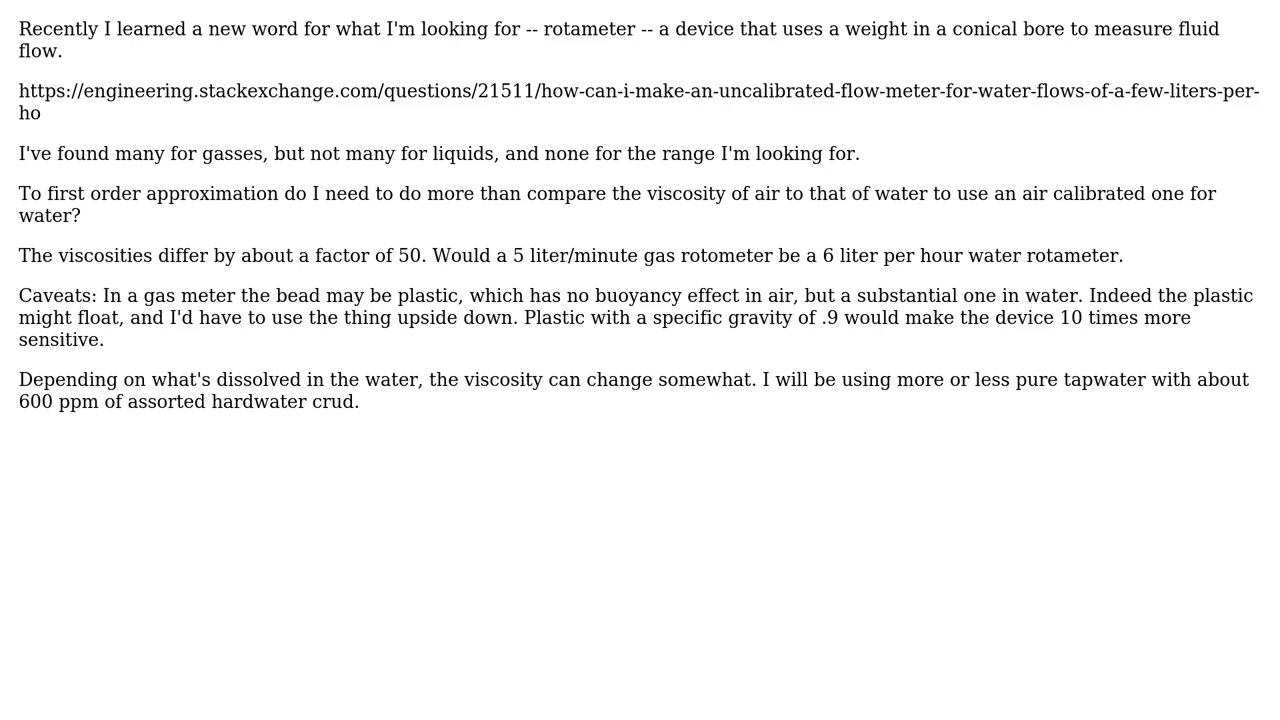 Recently I learned a new word for what I'm looking for -- rotameter -- a device that uses a weight in a conical bore to measure fluid
flow.
https://engineering.stackexchange.com/questions/21511/how-can-i-make-an-uncalibrated-flow-meter-for-water-flows-of-a-few-liters-per-
ho
I've found many for gasses, but not many for liquids, and none for the range I'm looking for.
To first order approximation do I need to do more than compare the viscosity of air to that of water to use an air calibrated one for
water?
The viscosities differ by about a factor of 50. Would a 5 liter/minute gas rotometer be a 6 liter per hour water rotameter.
Caveats: In a gas meter the bead may be plastic, which has no buoyancy effect in air, but a substantial one in water. Indeed the plastic
might float, and I'd have to use the thing upside down. Plastic with a specific gravity of .9 would make the device 10 times more
sensitive.
Depending on what's dissolved in the water, the viscosity can change somewhat. I will be using more or less pure tapwater with about
600 ppm of assorted hardwater crud.